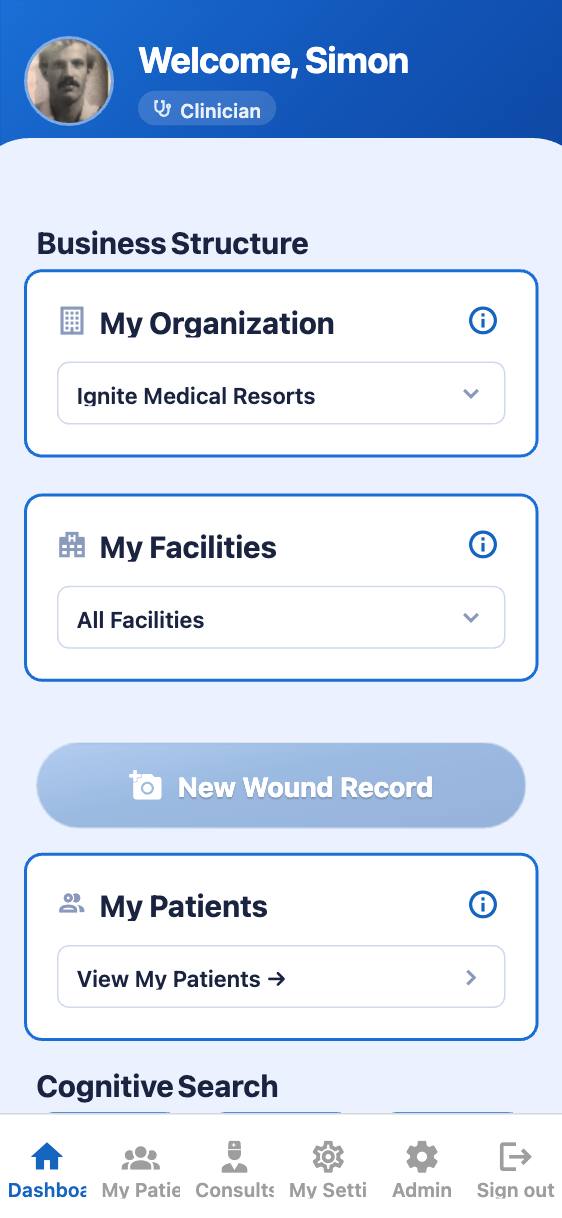 Welcome, Simon
Clinician
Business Structure
My Organization
Ignite Medical Resorts
My Facilities
All Facilities
New Wound Record
My Patients
View My Patients →
Cognitive Search
Dashboa
My Patie
Consults
My Setti
Admin
Sign out